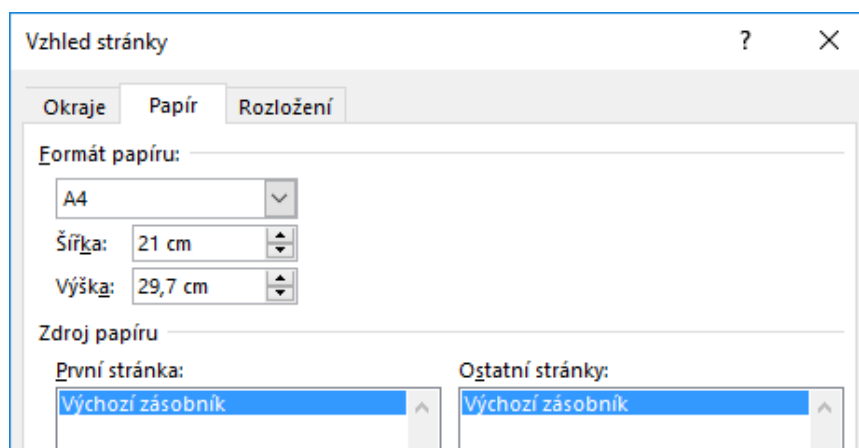 Vzhled stránky
?
Okraje Papír Rozložení
Formát papíru:
A4
Šířka: 21 cm
Výška: 29,7 cm
Zdroj papíru
První stránka: Ostatní stránky:
Výchozí zásobník Výchozí zásobník